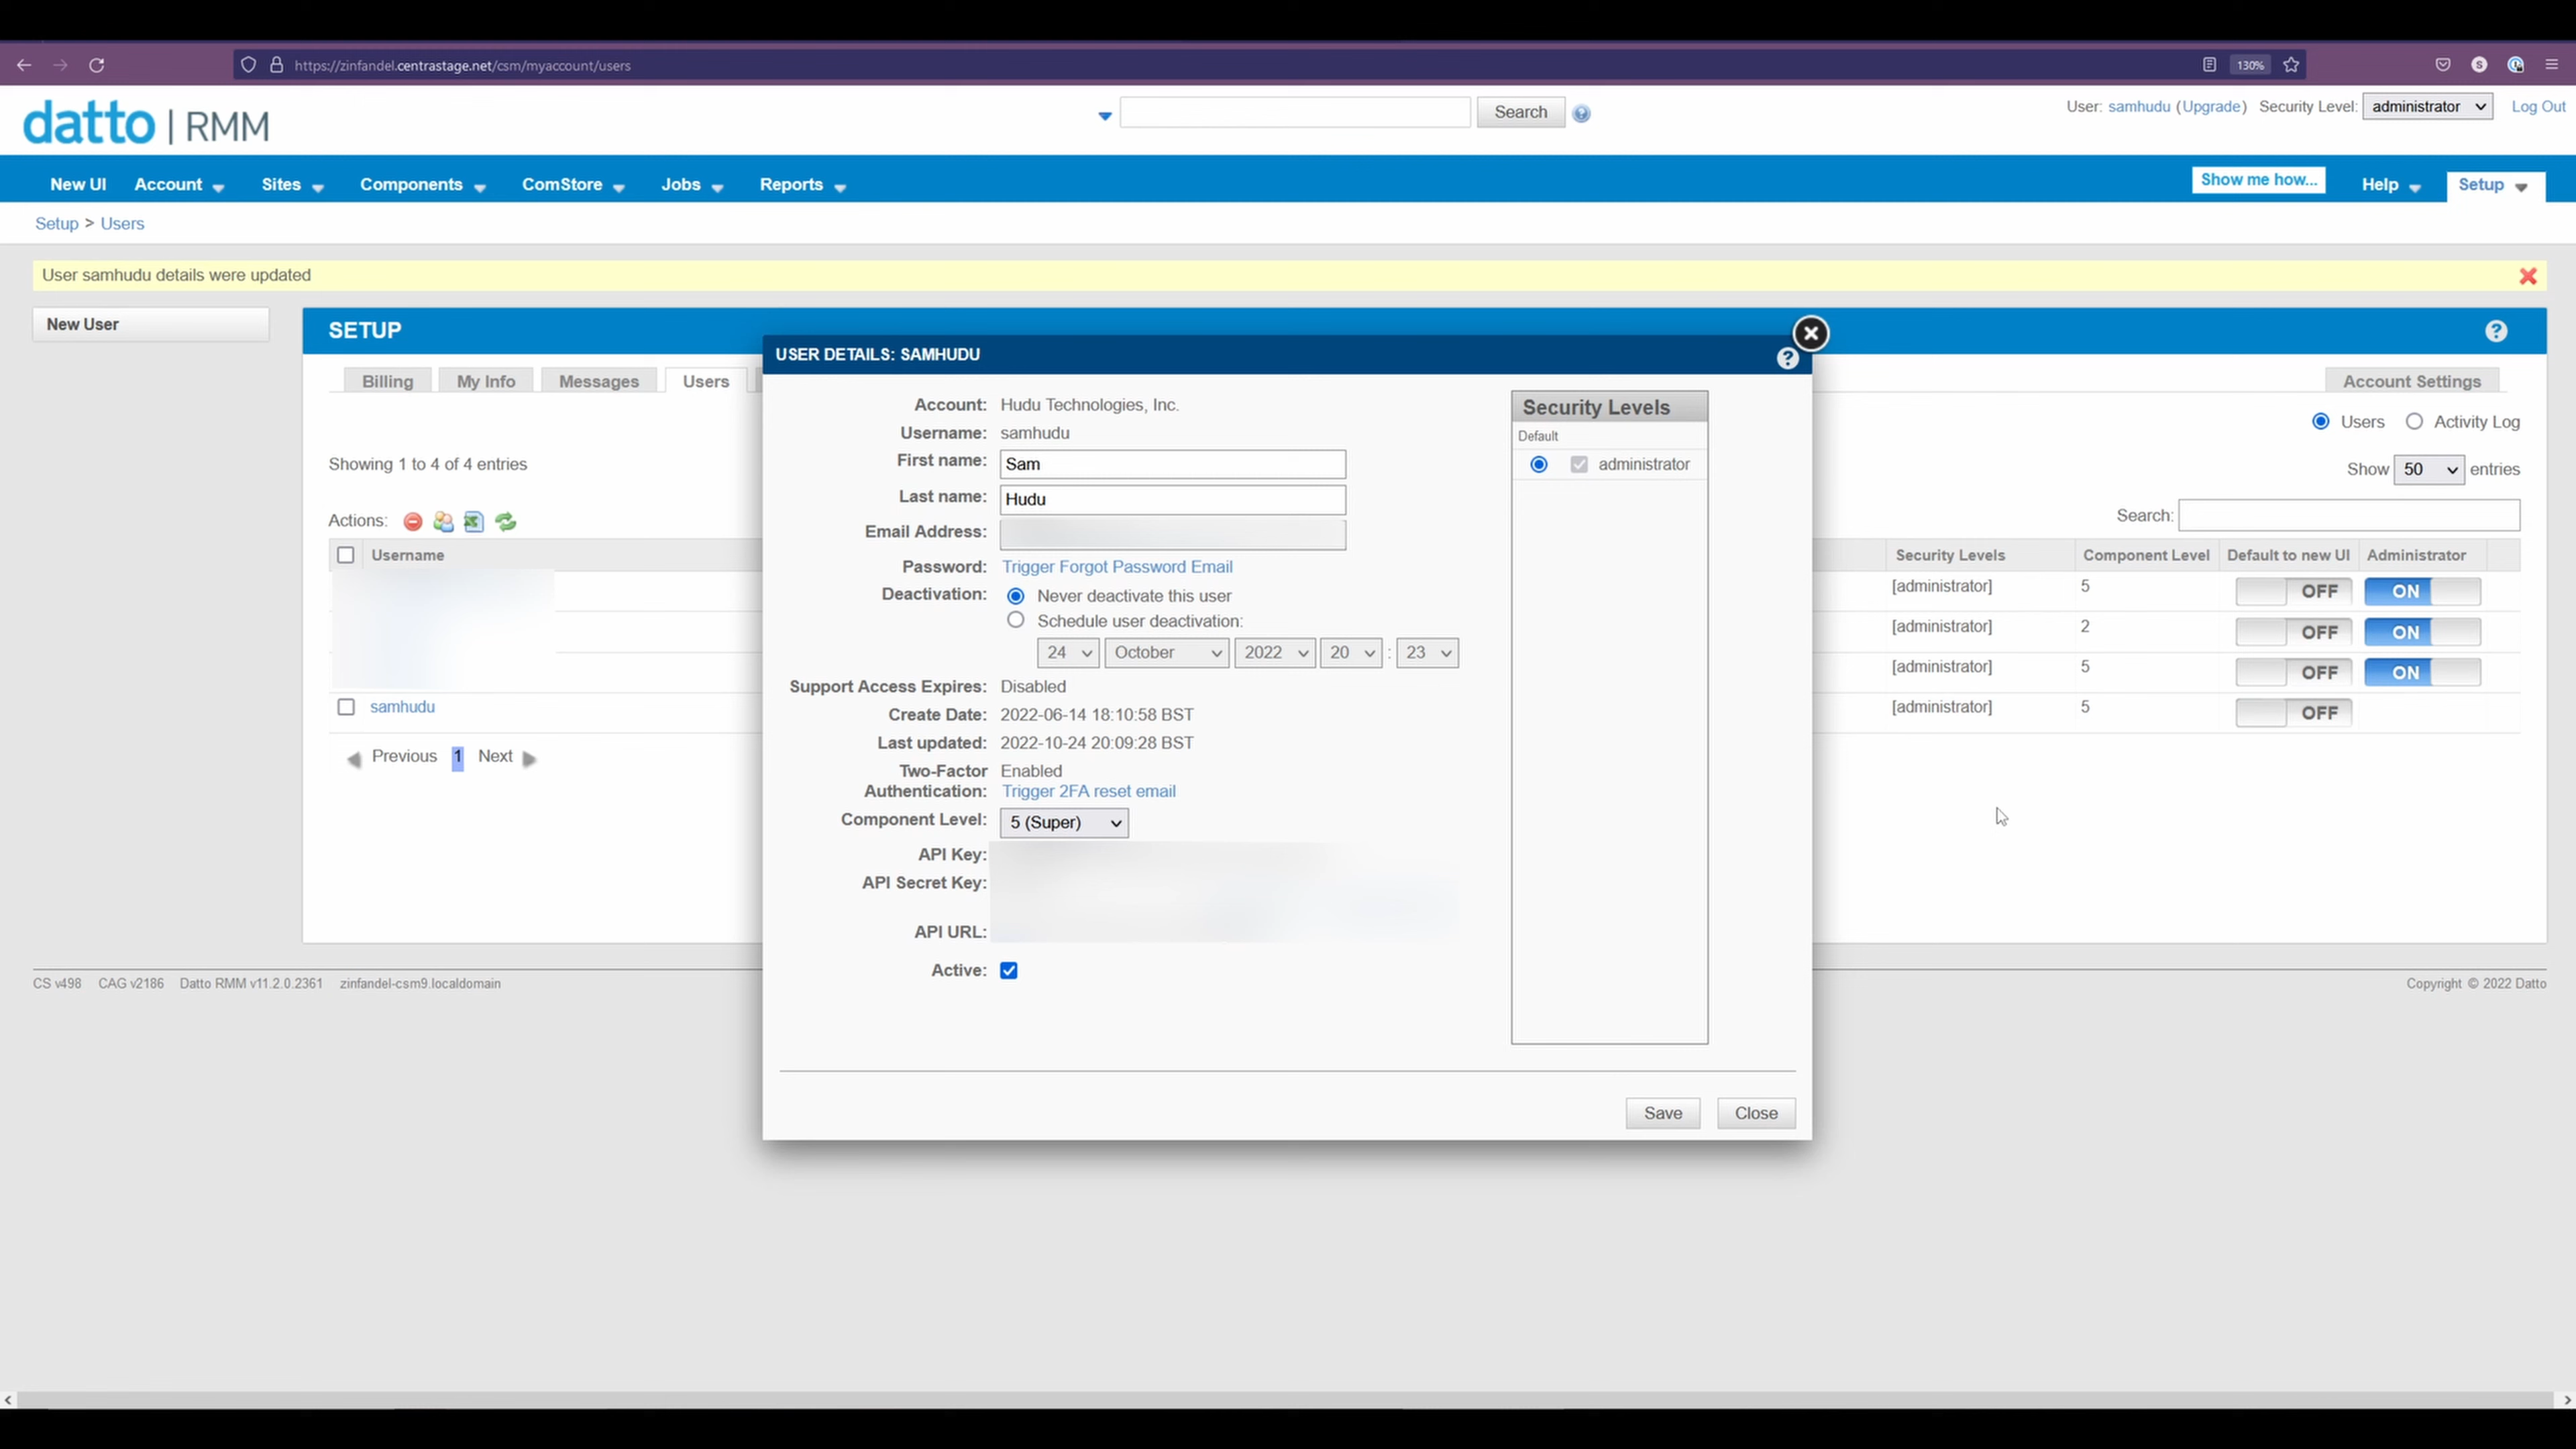 https://zinfandel.centrastage.net/csm/myaccount/users
130%
S
datto | RMM
Search
User: samhudu (Upgrade) Security Level: administrator Log Out
New UI Account Sites Components ComStore Jobs Reports
Show me how... Help Setup
Setup > Users
User samhudu details were updated
New User
SETUP
Billing My Info Messages Users
Account Settings
Users Activity Log
Showing 1 to 4 of 4 entries
Show 50 entries
Search:
Actions:
Username
Security Levels Component Level Default to new UI Administrator
[administrator] 5 OFF ON
[administrator] 2 OFF ON
[administrator] 5 OFF ON
samhudu
[administrator] 5 OFF
Previous 1 Next
USER DETAILS: SAMHUDU
Account: Hudu Technologies, Inc.
Username: samhudu
First name: Sam
Last name: Hudu
Email Address:
Password: Trigger Forgot Password Email
Deactivation: Never deactivate this user
Schedule user deactivation:
24 October 2022 20 : 23
Support Access Expires: Disabled
Create Date: 2022-06-14 18:10:58 BST
Last updated: 2022-10-24 20:09:28 BST
Two-Factor Enabled
Authentication: Trigger 2FA reset email
Component Level: 5 (Super)
API Key:
API Secret Key:
API URL:
Active:
Security Levels
Default
administrator
Save Close
CS v498 CAG v2186 Datto RMM v11.2.0.2361 zinfandel-csm9.localdomain
Copyright © 2022 Datto